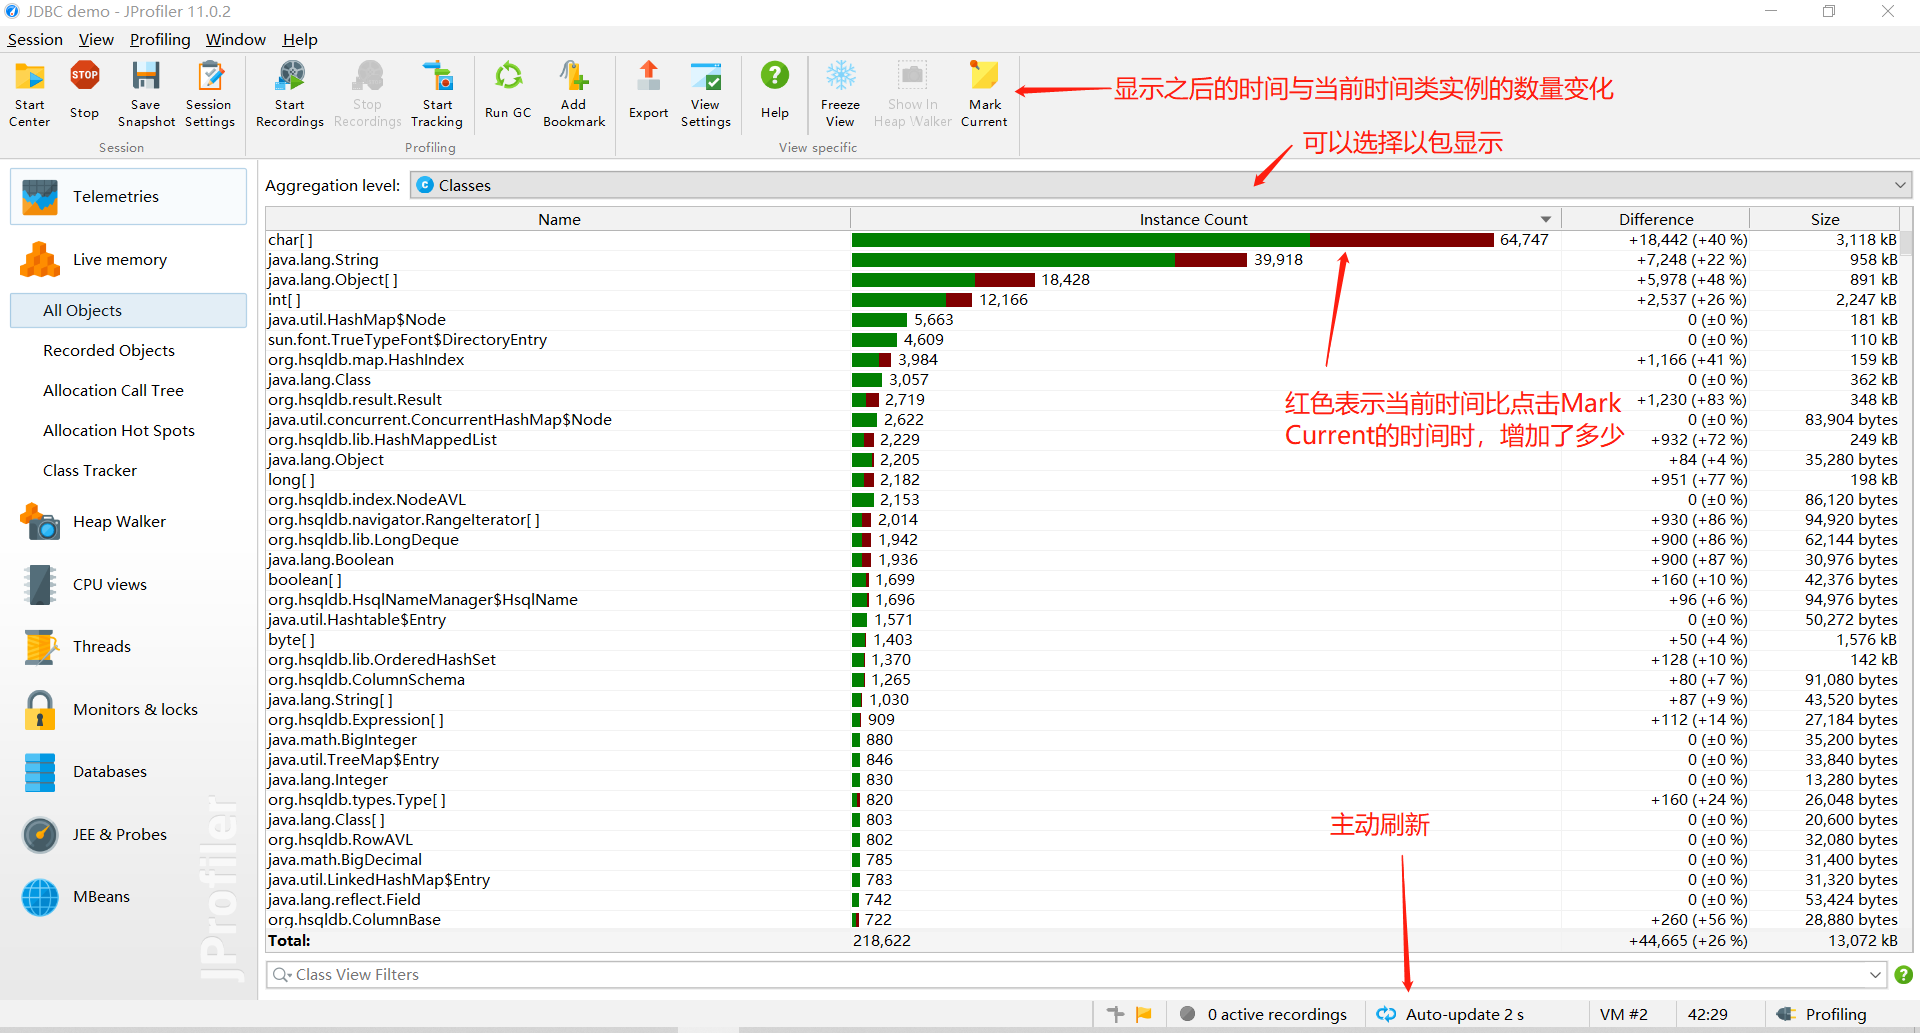 JDBC demo - JProfiler 11.0.2
Session View Profiling Window Help
Start Center
Stop
Save Snapshot
Session Settings
Start Recordings
Stop Recordings
Start Tracking
Run GC
Add Bookmark
Export
View Settings
Help
Freeze View
Show In Heap Walker
Mark Current
显示之后的时间与当前时间类实例的数量变化
Session
Profiling
View specific
可以选择以包显示
Telemetries
Live memory
All Objects
Recorded Objects
Allocation Call Tree
Allocation Hot Spots
Class Tracker
Heap Walker
CPU views
Threads
Monitors & locks
Databases
JEE & Probes
MBeans
JProfiler
Aggregation level: Classes
Name Instance Count Difference Size
char[] 64,747 +18,442 (+40 %) 3,118 kB
java.lang.String 39,918 +7,248 (+22 %) 958 kB
java.lang.Object[] 18,428 +5,978 (+48 %) 891 kB
int[] 12,166 +2,537 (+26 %) 2,247 kB
java.util.HashMap$Node 5,663 0 (±0 %) 181 kB
sun.font.TrueTypeFont$DirectoryEntry 4,609 0 (±0 %) 110 kB
org.hsqldb.map.HashIndex 3,984 +1,166 (+41 %) 159 kB
java.lang.Class 3,057 0 (±0 %) 362 kB
org.hsqldb.result.Result 2,719 +1,230 (+83 %) 348 kB
java.util.concurrent.ConcurrentHashMap$Node 2,622 0 (±0 %) 83,904 bytes
org.hsqldb.lib.HashMappedList 2,229 +932 (+72 %) 249 kB
java.lang.Object 2,205 +84 (+4 %) 35,280 bytes
long[] 2,182 +951 (+77 %) 198 kB
org.hsqldb.index.NodeAVL 2,153 0 (±0 %) 86,120 bytes
org.hsqldb.navigator.RangeIterator[] 2,014 +930 (+86 %) 94,920 bytes
org.hsqldb.lib.LongDeque 1,942 +900 (+86 %) 62,144 bytes
java.lang.Boolean 1,936 +900 (+87 %) 30,976 bytes
boolean[] 1,699 +160 (+10 %) 42,376 bytes
org.hsqldb.HsqlNameManager$HsqlName 1,696 +96 (+6 %) 94,976 bytes
java.util.Hashtable$Entry 1,571 0 (±0 %) 50,272 bytes
byte[] 1,403 +50 (+4 %) 1,576 kB
org.hsqldb.lib.OrderedHashSet 1,370 +128 (+10 %) 142 kB
org.hsqldb.ColumnSchema 1,265 +80 (+7 %) 91,080 bytes
java.lang.String[] 1,030 +87 (+9 %) 43,520 bytes
org.hsqldb.Expression[] 909 +112 (+14 %) 27,184 bytes
java.math.BigInteger 880 0 (±0 %) 35,200 bytes
java.util.TreeMap$Entry 846 0 (±0 %) 33,840 bytes
java.lang.Integer 830 0 (±0 %) 13,280 bytes
org.hsqldb.types.Type[] 820 +160 (+24 %) 26,048 bytes
java.lang.Class[] 803 0 (±0 %) 20,600 bytes
org.hsqldb.RowAVL 802 0 (±0 %) 32,080 bytes
java.math.BigDecimal 785 0 (±0 %) 31,400 bytes
java.util.LinkedHashMap$Entry 783 0 (±0 %) 31,320 bytes
java.lang.reflect.Field 742 0 (±0 %) 53,424 bytes
org.hsqldb.ColumnBase 722 +260 (+56 %) 28,880 bytes
Total: 218,622 +44,665 (+26 %) 13,072 kB
红色表示当前时间比点击Mark
Current的时间时，增加了多少
主动刷新
Class View Filters
0 active recordings Auto-update 2 s VM #2 42:29 Profiling